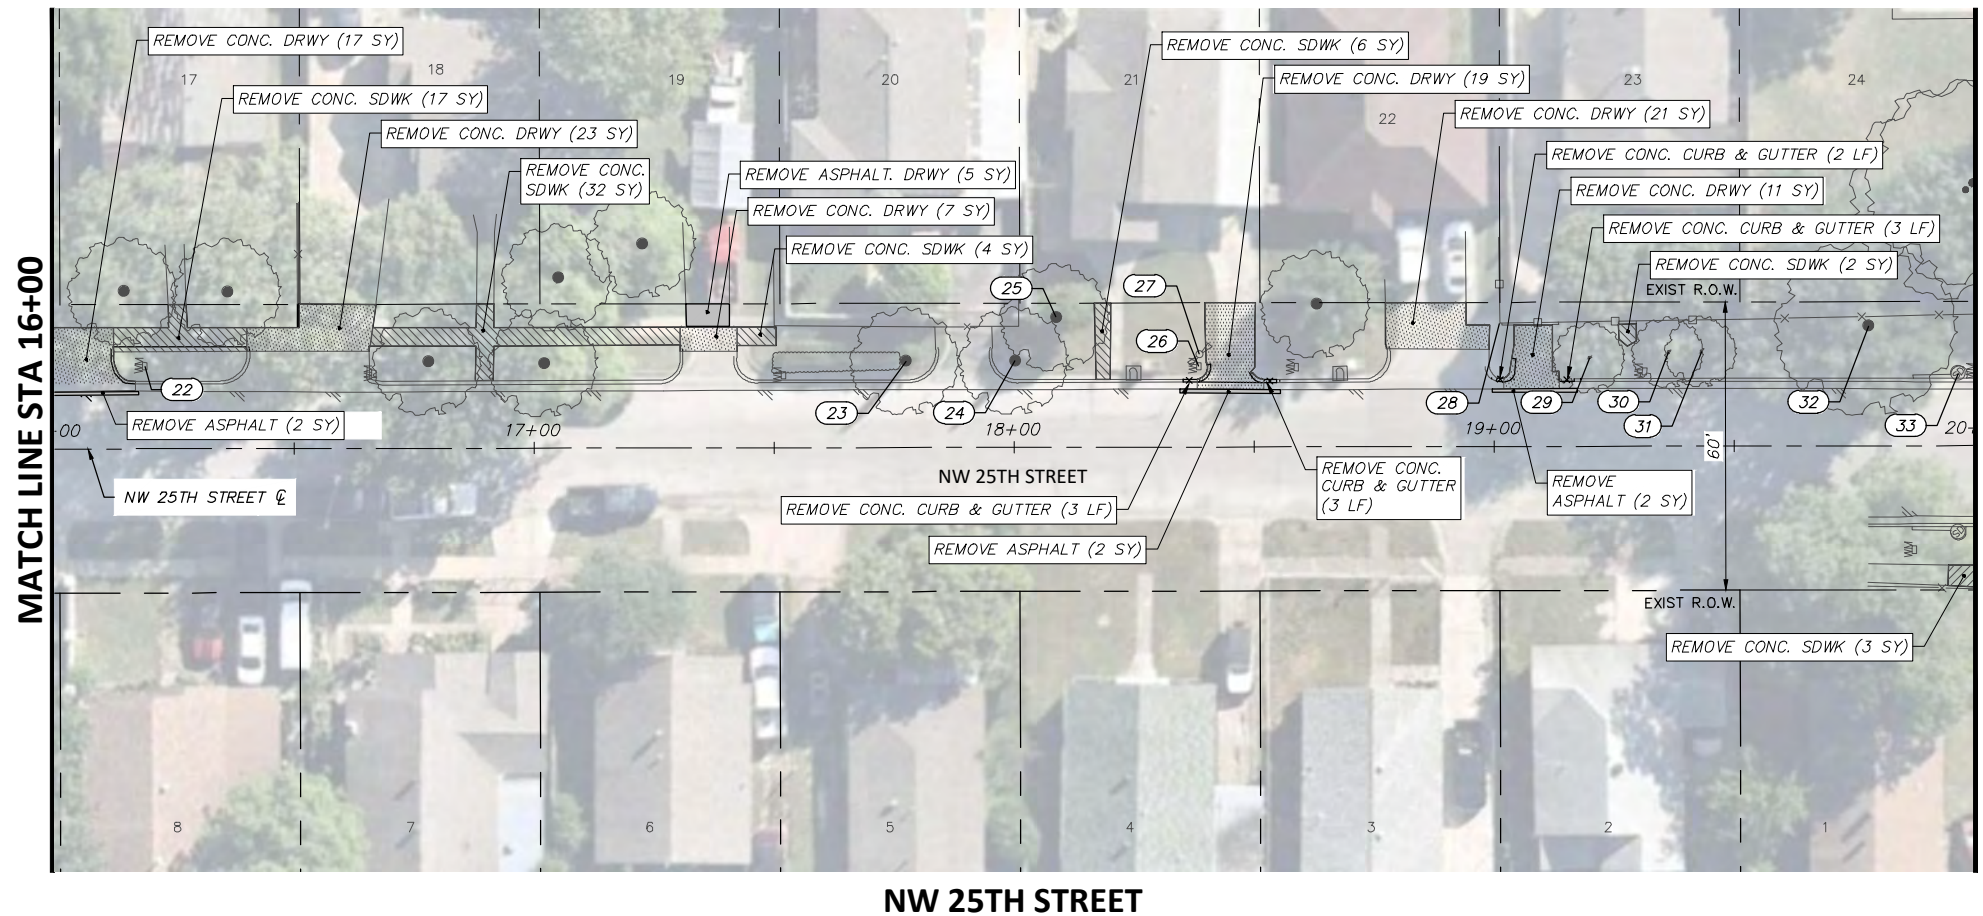 REMOVE CONC. DRWY (17 SY)
REMOVE CONC. SDWK (6 SY)
17
18
19
20
21
REMOVE CONC. DRWY (19 SY)
23
24
REMOVE CONC. SDWK (17 SY)
22
REMOVE CONC. DRWY (21 SY)
REMOVE CONC. DRWY (23 SY)
REMOVE CONC.
SDWK (32 SY)
REMOVE CONC. CURB & GUTTER (2 LF)
REMOVE ASPHALT. DRWY (5 SY)
REMOVE CONC. DRWY (11 SY)
REMOVE CONC. DRWY (7 SY)
REMOVE CONC. CURB & GUTTER (3 LF)
REMOVE CONC. SDWK (4 SY)
REMOVE CONC. SDWK (2 SY)
25
27
EXIST R.O.W.
26
22
23
24
28
29
30
31
32
33
WM
WM
WM
WM
WM
WM
REMOVE ASPHALT (2 SY)
00
17+00
18+00
19+00
20+
60'
MATCH LINE STA 16+00
NW 25TH STREET ℄
NW 25TH STREET
REMOVE CONC.
CURB & GUTTER
(3 LF)
REMOVE
ASPHALT (2 SY)
REMOVE CONC. CURB & GUTTER (3 LF)
REMOVE ASPHALT (2 SY)
EXIST R.O.W.
REMOVE CONC. SDWK (3 SY)
8
7
6
5
4
3
2
1
NW 25TH STREET